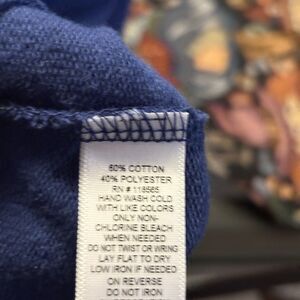 60% COTTON
40% POLYESTER
RN # 118565
HAND WASH COLD
WITH LIKE COLORS
ONLY NON-
CHLORINE BLEACH
WHEN NEEDED
DO NOT TWIST OR WRING
LAY FLAT TO DRY
LOW IRON IF NEEDED
ON REVERSE
DO NOT IRON